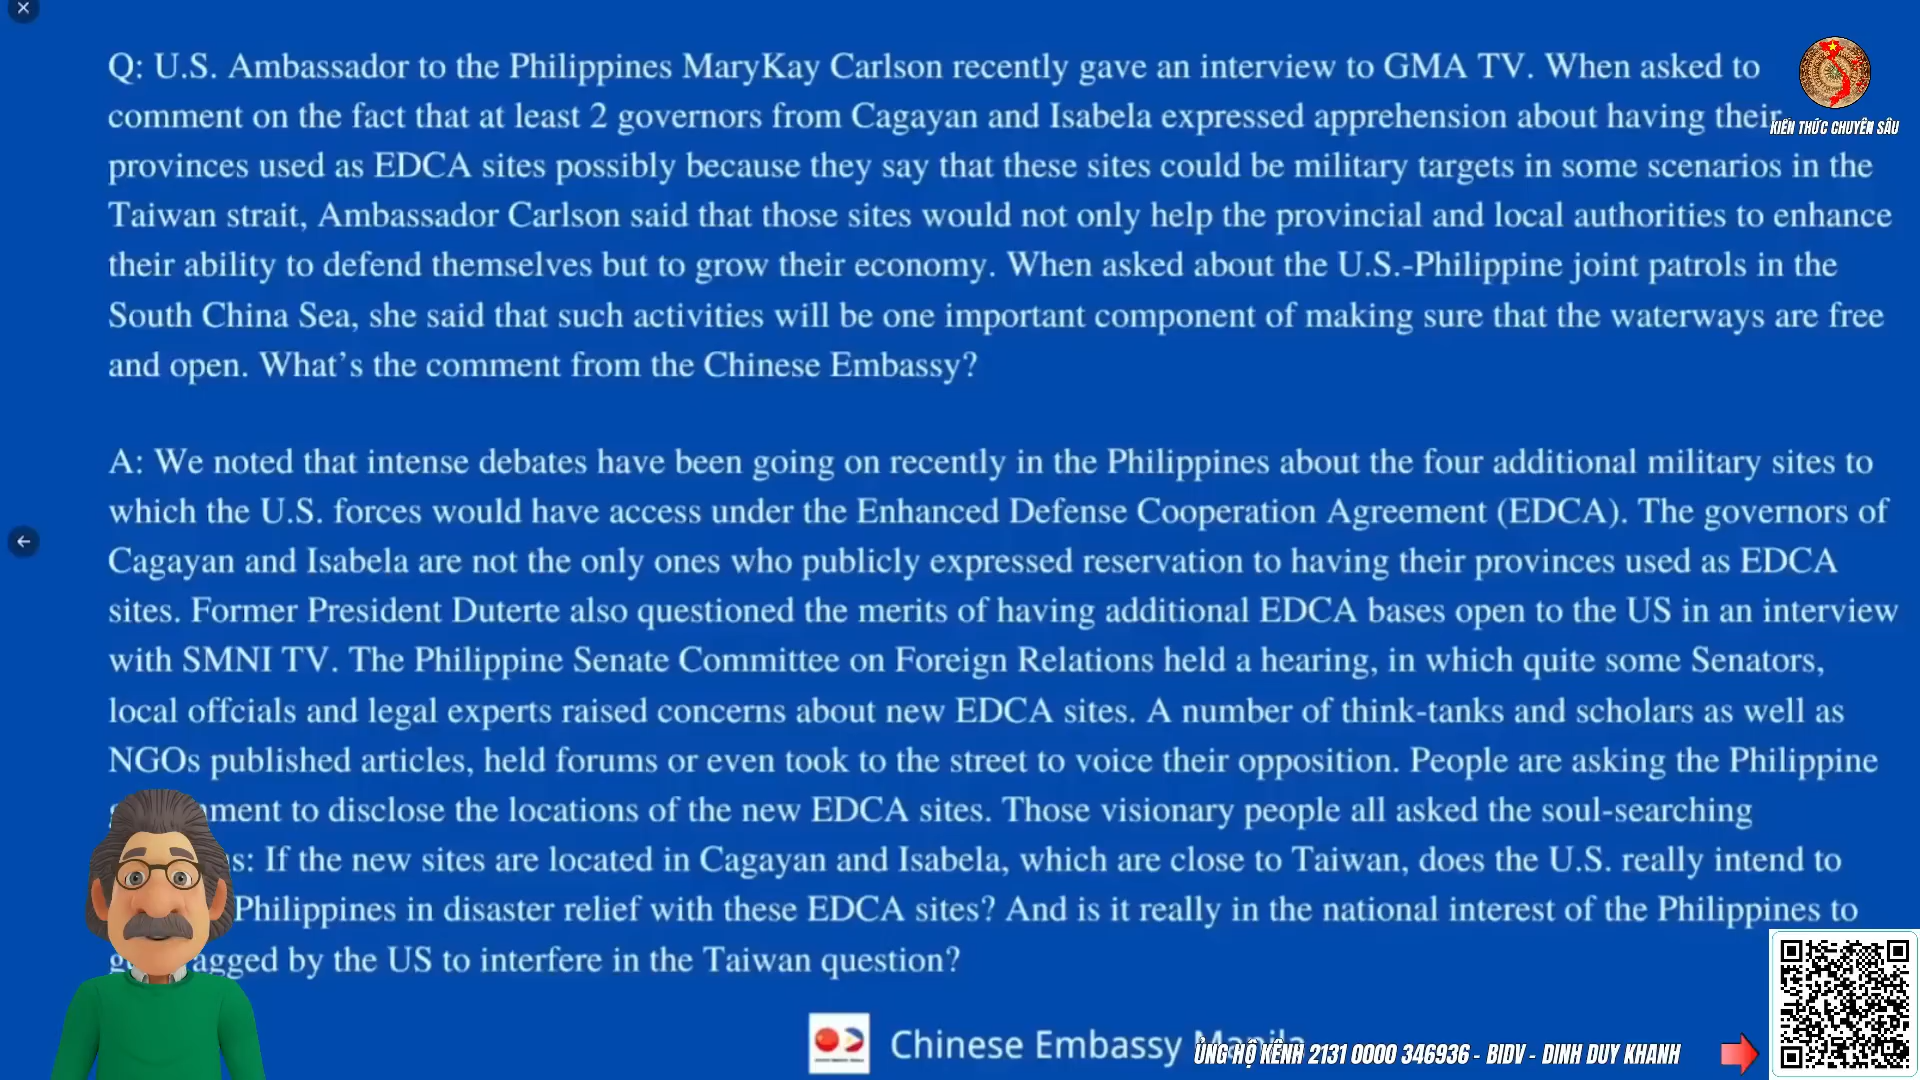 Q: U.S. Ambassador to the Philippines MaryKay Carlson recently gave an interview to GMA TV. When asked to
comment on the fact that at least 2 governors from Cagayan and Isabela expressed apprehension about having their
KIẾN THỨC CHUYÊN SÂU
provinces used as EDCA sites possibly because they say that these sites could be military targets in some scenarios in the
Taiwan strait, Ambassador Carlson said that those sites would not only help the provincial and local authorities to enhance
their ability to defend themselves but to grow their economy. When asked about the U.S.-Philippine joint patrols in the
South China Sea, she said that such activities will be one important component of making sure that the waterways are free
and open. What's the comment from the Chinese Embassy?
A: We noted that intense debates have been going on recently in the Philippines about the four additional military sites to
which the U.S. forces would have access under the Enhanced Defense Cooperation Agreement (EDCA). The governors of
Cagayan and Isabela are not the only ones who publicly expressed reservation to having their provinces used as EDCA
sites. Former President Duterte also questioned the merits of having additional EDCA bases open to the US in an interview
with SMNI TV. The Philippine Senate Committee on Foreign Relations held a hearing, in which quite some Senators,
local offcials and legal experts raised concerns about new EDCA sites. A number of think-tanks and scholars as well as
NGOs published articles, held forums or even took to the street to voice their opposition. People are asking the Philippine
ment to disclose the locations of the new EDCA sites. Those visionary people all asked the soul-searching
s: If the new sites are located in Cagayan and Isabela, which are close to Taiwan, does the U.S. really intend to
Philippines in disaster relief with these EDCA sites? And is it really in the national interest of the Philippines to
agged by the US to interfere in the Taiwan question?
Chinese Embassy Manila
ỦNG HỘ KÊNH 2131 0000 346936 - BIDV - DINH DUY KHANH